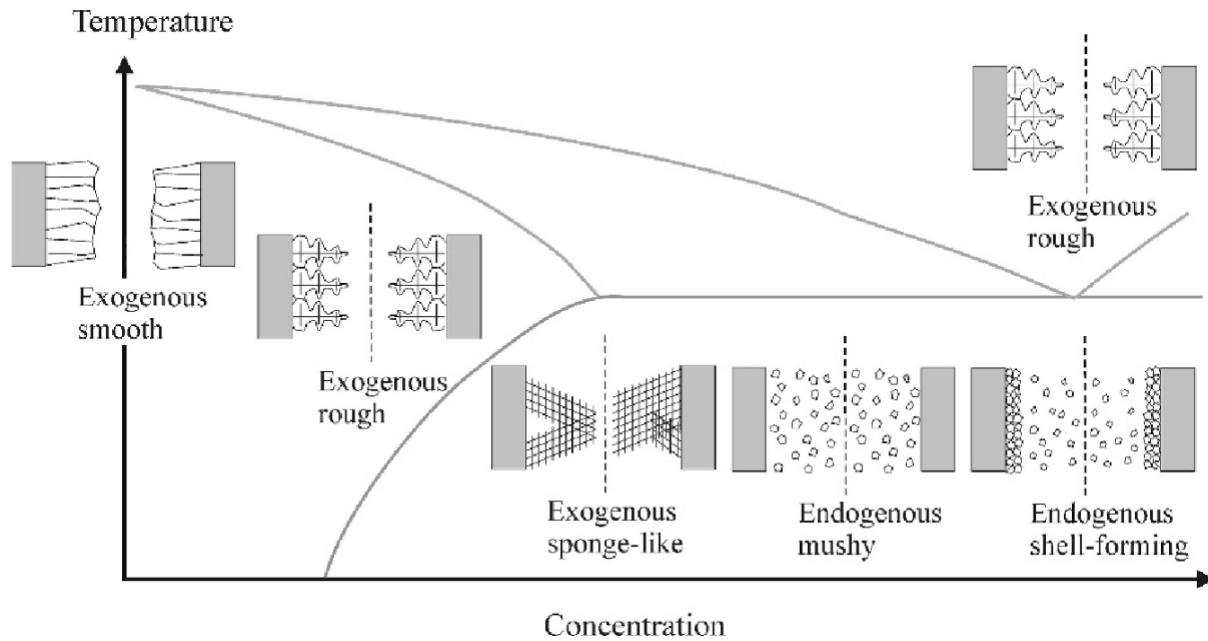 Temperature
Exogenous
rough
Exogenous
smooth
Exogenous
rough
Exogenous
sponge-like
Endogenous
mushy
Endogenous
shell-forming
Concentration